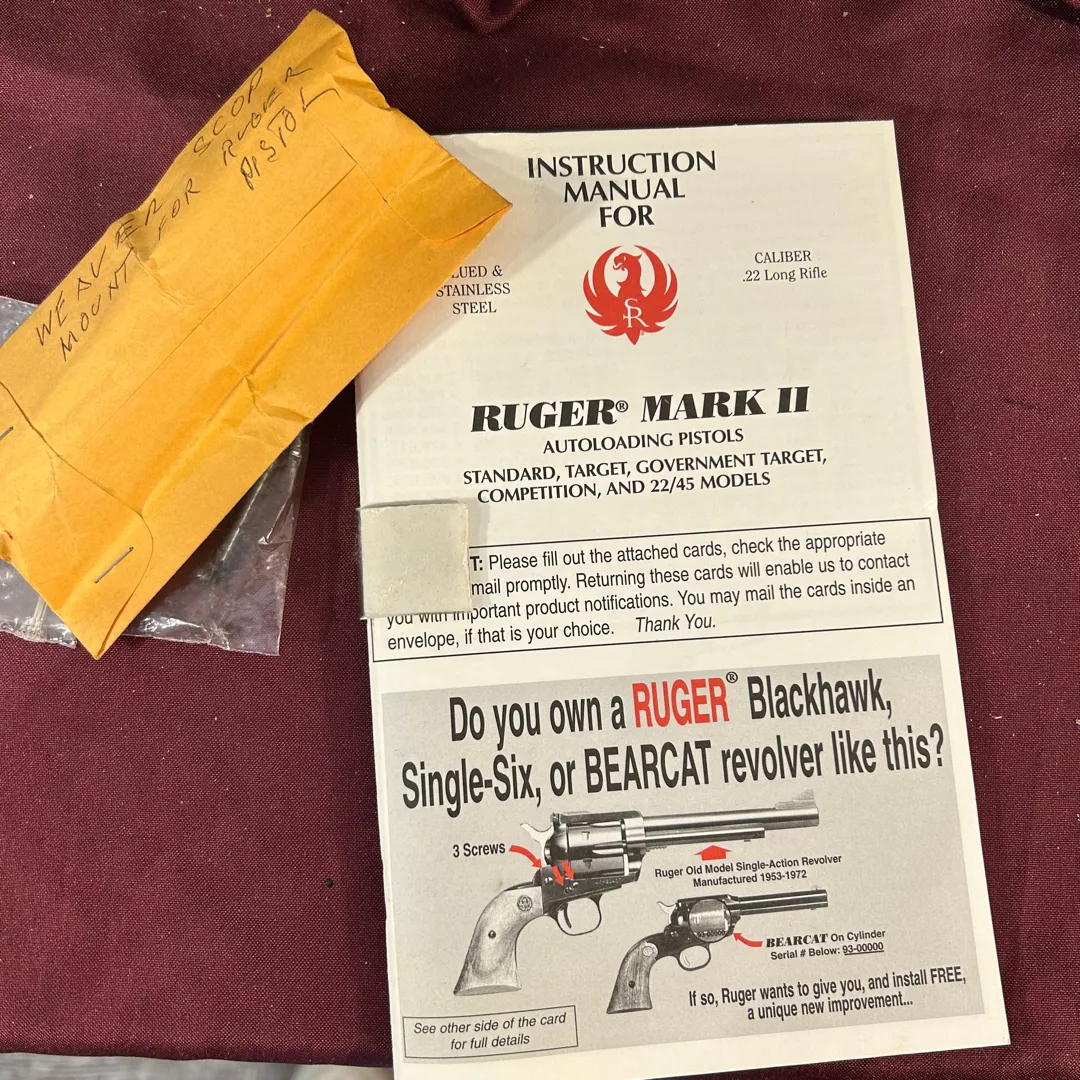 WEAVER SCOP
MOUNT FOR RUGER
PISTOL
INSTRUCTION
MANUAL
FOR
LUED &
STAINLESS
STEEL
CALIBER
.22 Long Rifle
SR
RUGER® MARK II
AUTOLOADING PISTOLS
STANDARD, TARGET, GOVERNMENT TARGET,
COMPETITION, AND 22/45 MODELS
T: Please fill out the attached cards, check the appropriate
mail promptly. Returning these cards will enable us to contact
you with important product notifications. You may mail the cards inside an
envelope, if that is your choice. Thank You.
Do you own a RUGER® Blackhawk,
Single-Six, or BEARCAT revolver like this?
3 Screws
Ruger Old Model Single-Action Revolver
Manufactured 1953-1972
BEARCAT On Cylinder
Serial # Below: 93-00000
If so, Ruger wants to give you, and install FREE,
a unique new improvement...
See other side of the card
for full details